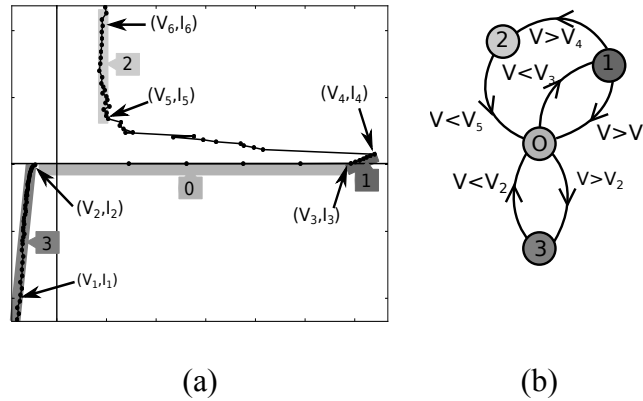 (V₆,I₆)
2
(V₅,I₅)
(V₄,I₄)
0
1
(V₂,I₂)
(V₃,I₃)
3
(V₁,I₁)
(a)
2
V>V₄
1
V<V₃
V<V₅
0
V>V
V<V₂
V>V₂
3
(b)